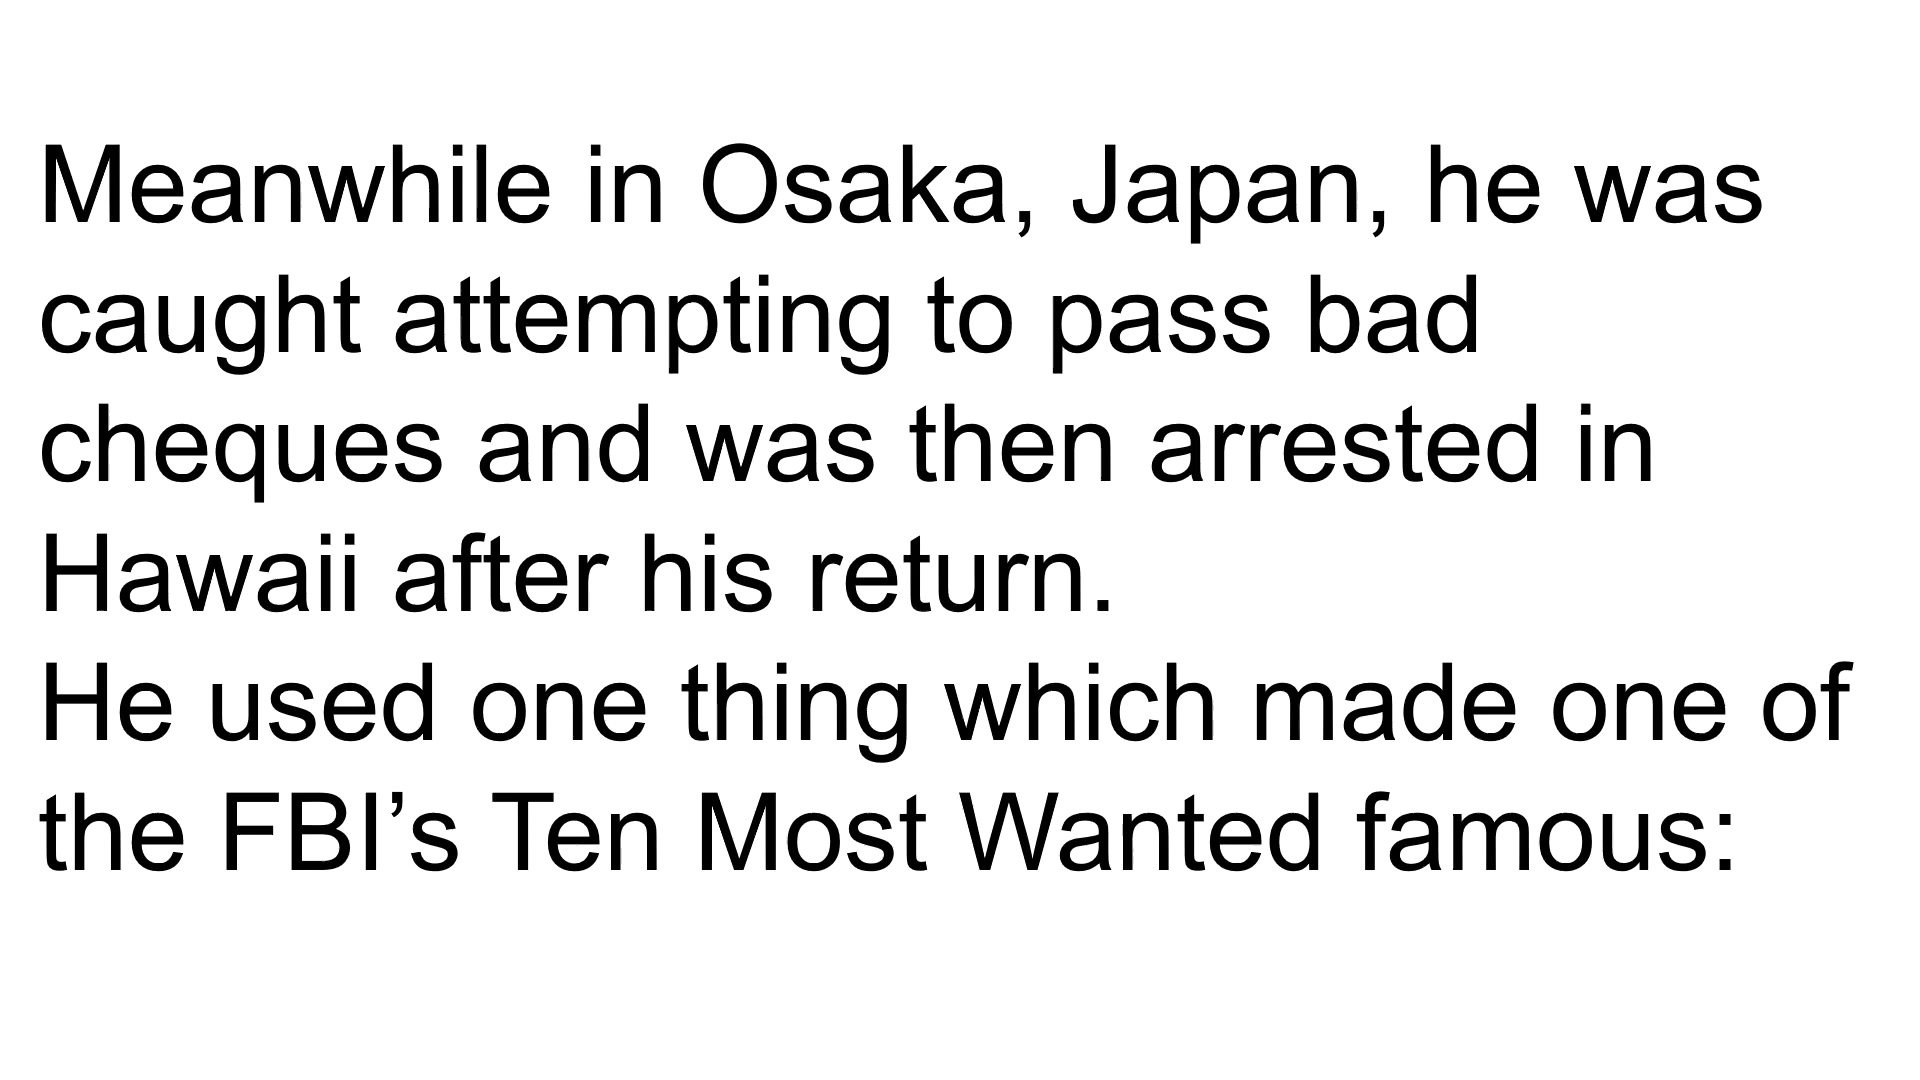 Meanwhile in Osaka, Japan, he was
caught attempting to pass bad
cheques and was then arrested in
Hawaii after his return.
He used one thing which made one of
the FBI’s Ten Most Wanted famous: